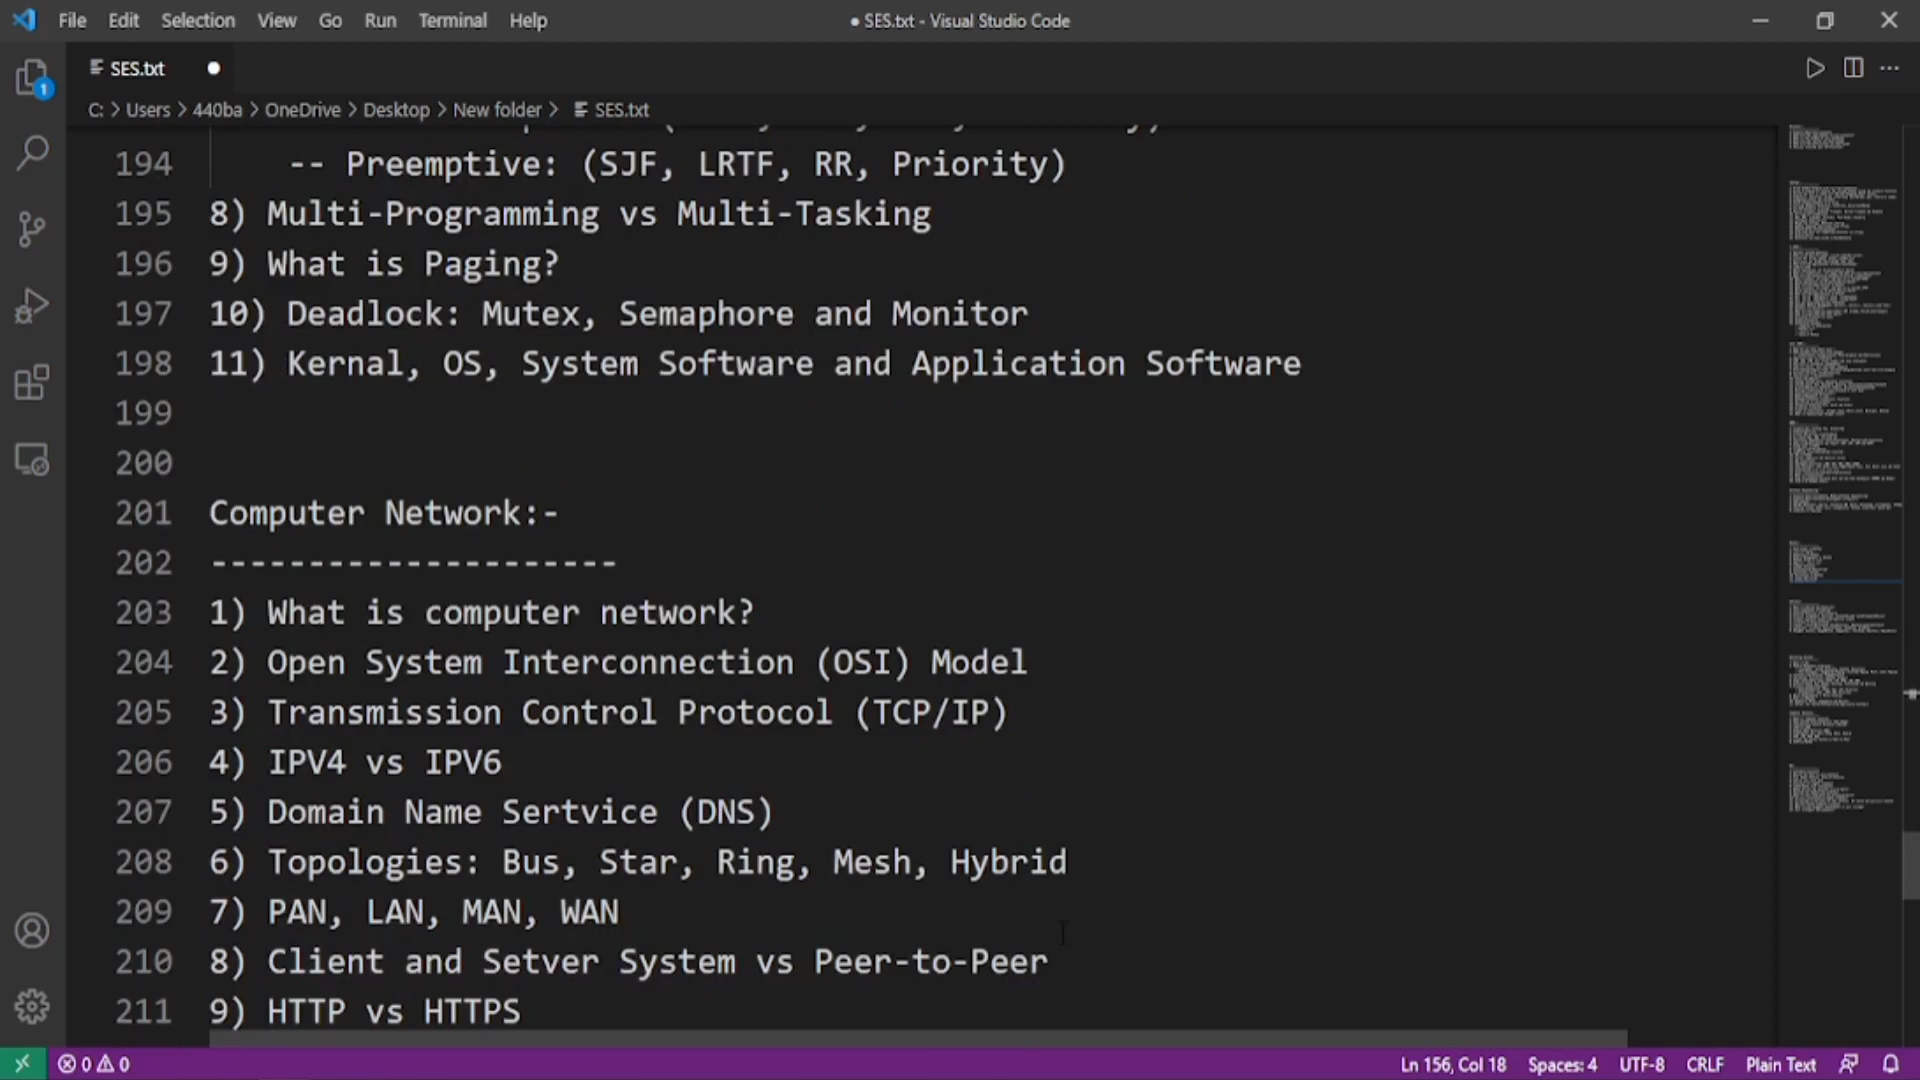 File Edit Selection View Go Run Terminal Help ● SES.txt - Visual Studio Code
SES.txt ●
1
C: > Users > 440ba > OneDrive > Desktop > New folder > SES.txt
194 -- Preemptive: (SJF, LRTF, RR, Priority)
195 8) Multi-Programming vs Multi-Tasking
196 9) What is Paging?
197 10) Deadlock: Mutex, Semaphore and Monitor
198 11) Kernal, OS, System Software and Application Software
199
200
201 Computer Network:-
202 ---------------------
203 1) What is computer network?
204 2) Open System Interconnection (OSI) Model
205 3) Transmission Control Protocol (TCP/IP)
206 4) IPV4 vs IPV6
207 5) Domain Name Sertvice (DNS)
208 6) Topologies: Bus, Star, Ring, Mesh, Hybrid
209 7) PAN, LAN, MAN, WAN
210 8) Client and Setver System vs Peer-to-Peer
211 9) HTTP vs HTTPS
0 0 Ln 156, Col 18 Spaces: 4 UTF-8 CRLF Plain Text